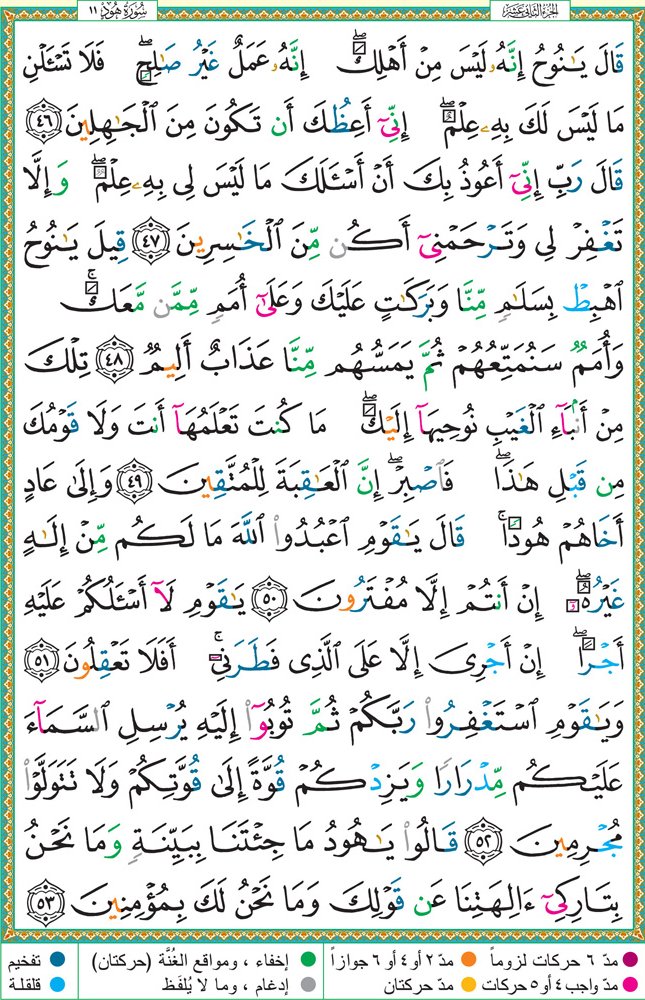 الجزء الثاني عشر
سورة هود ١١
قَالَ يَـٰنُوحُ إِنَّهُۥ لَيْسَ مِنْ أَهْلِكَ ۖ إِنَّهُۥ عَمَلٌ غَيْرُ صَـٰلِحٍ ۖ فَلَا تَسْـَٔلْنِ
مَا لَيْسَ لَكَ بِهِۦ عِلْمٌ ۖ إِنِّىٓ أَعِظُكَ أَن تَكُونَ مِنَ ٱلْجَـٰهِلِينَ ٤٦
قَالَ رَبِّ إِنِّىٓ أَعُوذُ بِكَ أَنْ أَسْـَٔلَكَ مَا لَيْسَ لِى بِهِۦ عِلْمٌ ۖ وَإِلَّا
تَغْفِرْ لِى وَتَرْحَمْنِىٓ أَكُن مِّنَ ٱلْخَـٰسِرِينَ ٤٧ قِيلَ يَـٰنُوحُ
ٱهْبِطْ بِسَلَـٰمٍ مِّنَّا وَبَرَكَـٰتٍ عَلَيْكَ وَعَلَىٰٓ أُمَمٍ مِّمَّن مَّعَكَ ۚ
وَأُمَمٌ سَنُمَتِّعُهُمْ ثُمَّ يَمَسُّهُم مِّنَّا عَذَابٌ أَلِيمٌ ٤٨ تِلْكَ
مِنْ أَنۢبَآءِ ٱلْغَيْبِ نُوحِيهَآ إِلَيْكَ ۖ مَا كُنتَ تَعْلَمُهَآ أَنتَ وَلَا قَوْمُكَ
مِن قَبْلِ هَـٰذَا ۖ فَٱصْبِرْ ۖ إِنَّ ٱلْعَـٰقِبَةَ لِلْمُتَّقِينَ ٤٩ وَإِلَىٰ عَادٍ
أَخَاهُمْ هُودًا ۚ قَالَ يَـٰقَوْمِ ٱعْبُدُوا۟ ٱللَّهَ مَا لَكُم مِّنْ إِلَـٰهٍ
غَيْرُهُۥٓ ۖ إِنْ أَنتُمْ إِلَّا مُفْتَرُونَ ٥٠ يَـٰقَوْمِ لَآ أَسْـَٔلُكُمْ عَلَيْهِ
أَجْرًا ۖ إِنْ أَجْرِىَ إِلَّا عَلَى ٱلَّذِى فَطَرَنِىٓ ۚ أَفَلَا تَعْقِلُونَ ٥١
وَيَـٰقَوْمِ ٱسْتَغْفِرُوا۟ رَبَّكُمْ ثُمَّ تُوبُوٓا۟ إِلَيْهِ يُرْسِلِ ٱلسَّمَآءَ
عَلَيْكُم مِّدْرَارًا وَيَزِدْكُمْ قُوَّةً إِلَىٰ قُوَّتِكُمْ وَلَا تَتَوَلَّوْا۟
مُجْرِمِينَ ٥٢ قَالُوا۟ يَـٰهُودُ مَا جِئْتَنَا بِبَيِّنَةٍ وَمَا نَحْنُ
بِتَارِكِىٓ ءَالِهَتِنَا عَن قَوْلِكَ وَمَا نَحْنُ لَكَ بِمُؤْمِنِينَ ٥٣
مدّ ٦ حركات لزوماً مدّ ٢ أو ٤ أو ٦ جوازاً إخفاء ، ومواقع الغُنَّة (حركتان) تفخيم
مدّ واجب ٤ أو ٥ حركات مدّ حركتان إدغام ، وما لا يُلفَظ قلقلة